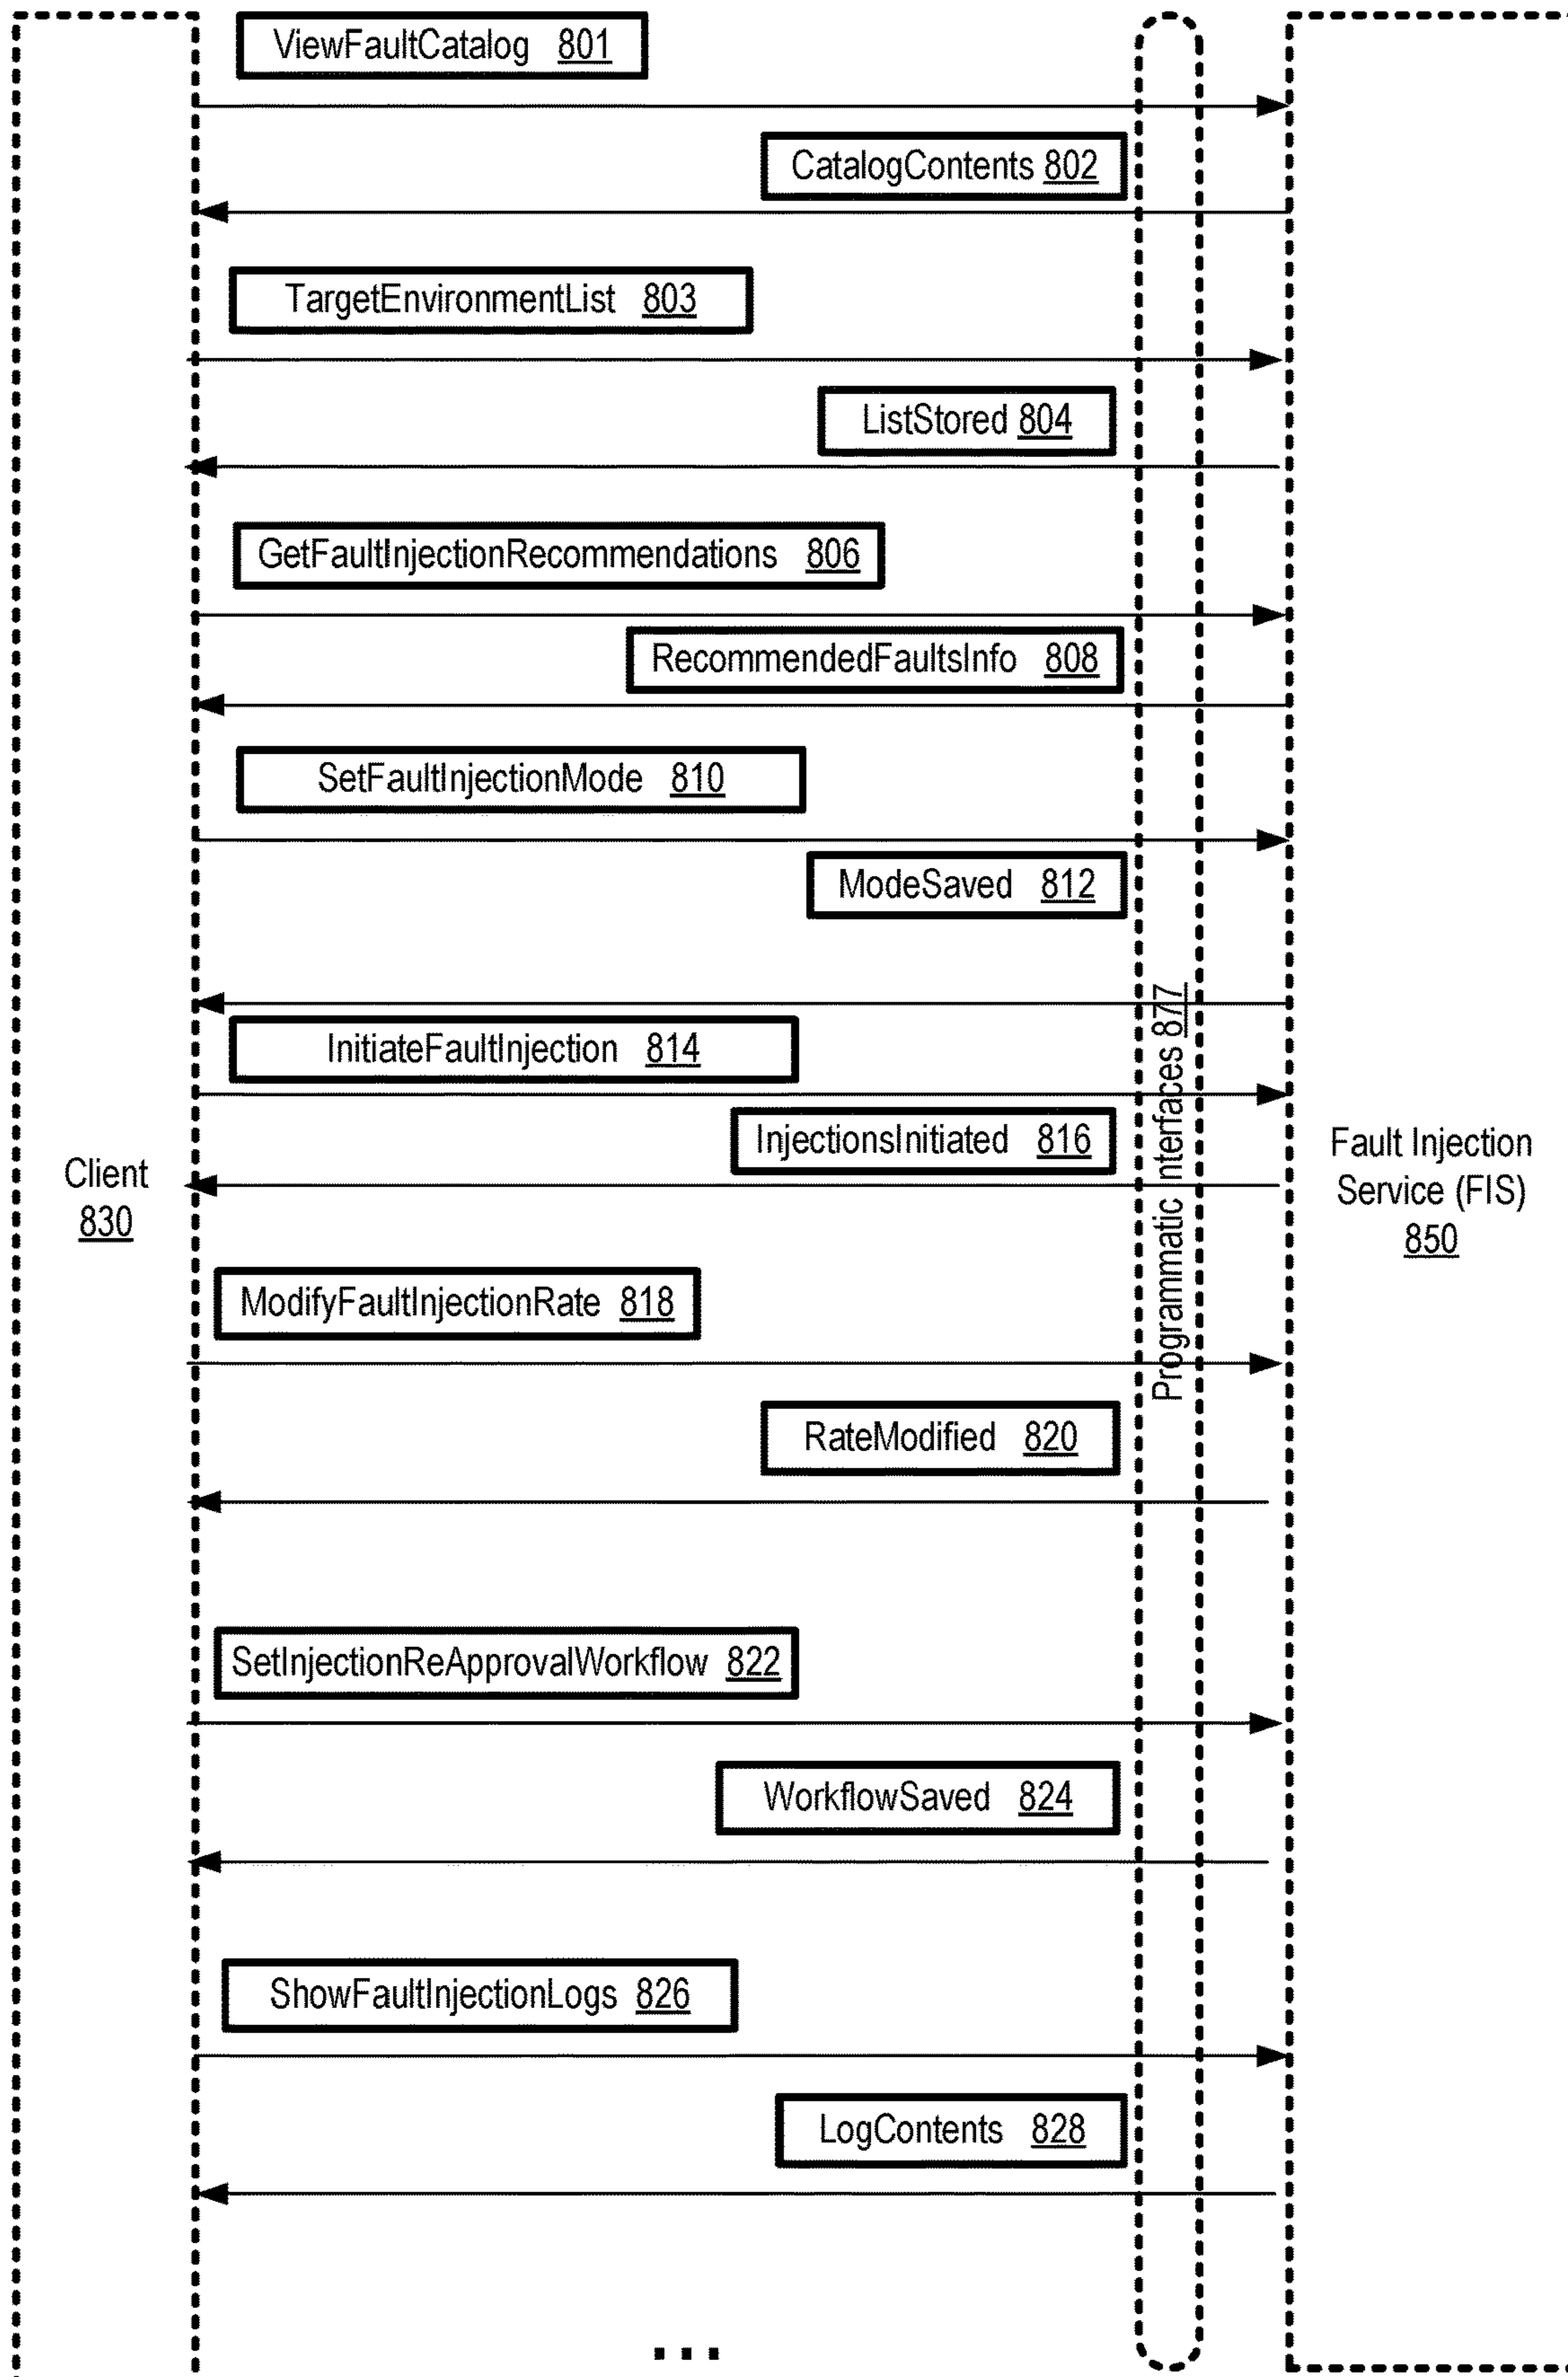 ViewFaultCatalog 801
CatalogContents 802
TargetEnvironmentList 803
ListStored 804
GetFaultInjectionRecommendations 806
RecommendedFaultsInfo 808
SetFaultInjectionMode 810
ModeSaved 812
InitiateFaultInjection 814
InjectionsInitiated 816
Client
830
Programmatic interfaces 877
Fault Injection
Service (FIS)
850
ModifyFaultInjectionRate 818
RateModified 820
SetInjectionReApprovalWorkflow 822
WorkflowSaved 824
ShowFaultInjectionLogs 826
LogContents 828
...